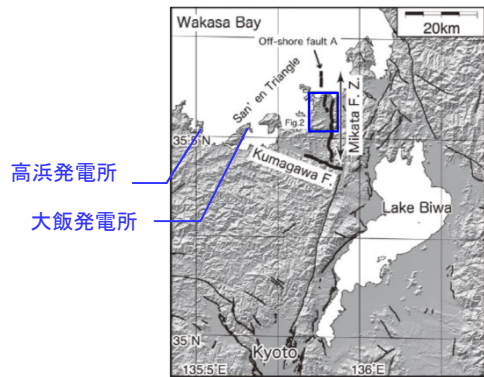 Wakasa Bay
20km
Off-shore fault A
San' en Triangle
Mikata F. Z.
Fig.2
35.5°N
Kumagawa F.
高浜発電所
大飯発電所
Lake Biwa
35 N
Kyoto
135.5°E
136 E